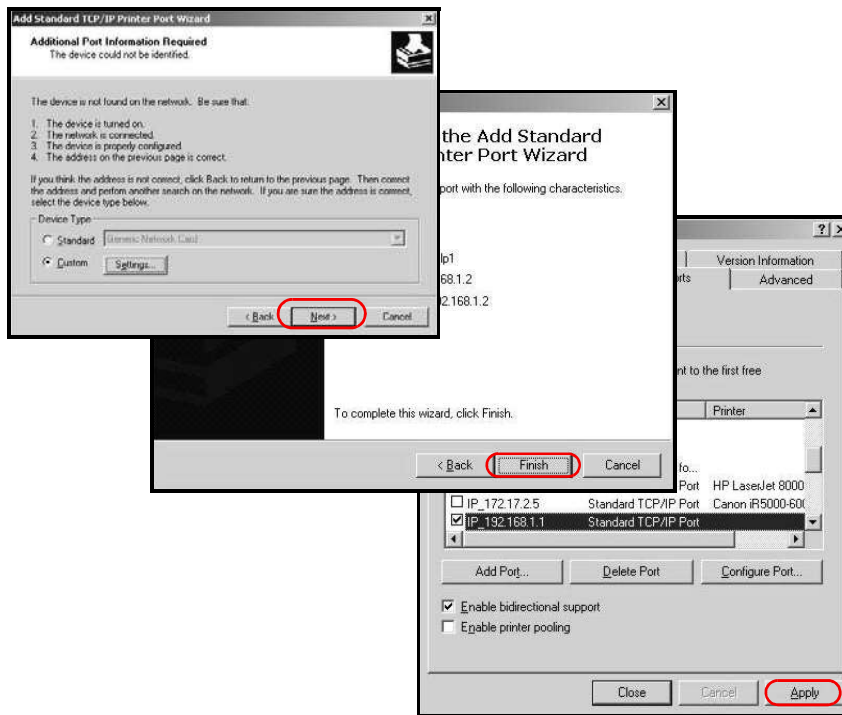 Add Standard TCP/IP Printer Port Wizard
Additional Port Information Required
The device could not be identified.
The device is not found on the network. Be sure that:
1. The device is turned on.
2. The network is connected.
3. The device is properly configured.
4. The address on the previous page is correct.
If you think the address is not correct, click Back to return to the previous page. Then correct
the address and perform another search on the network. If you are sure the address is correct,
select the device type below.
Device Type
Standard
Generic Network Card
Custom
Settings...
< Back
Next >
Cancel
the Add Standard
nter Port Wizard
port with the following characteristics.
lp1
68.1.2
92.168.1.2
To complete this wizard, click Finish.
< Back
Finish
Cancel
Version Information
rts
Advanced
nt to the first free
Printer
fo...
Port HP LaserJet 8000
IP_172.17.2.5 Standard TCP/IP Port Canon iR5000-60(
IP_192.168.1.1 Standard TCP/IP Port
Add Port...
Delete Port
Configure Port...
Enable bidirectional support
Enable printer pooling
Close
Cancel
Apply